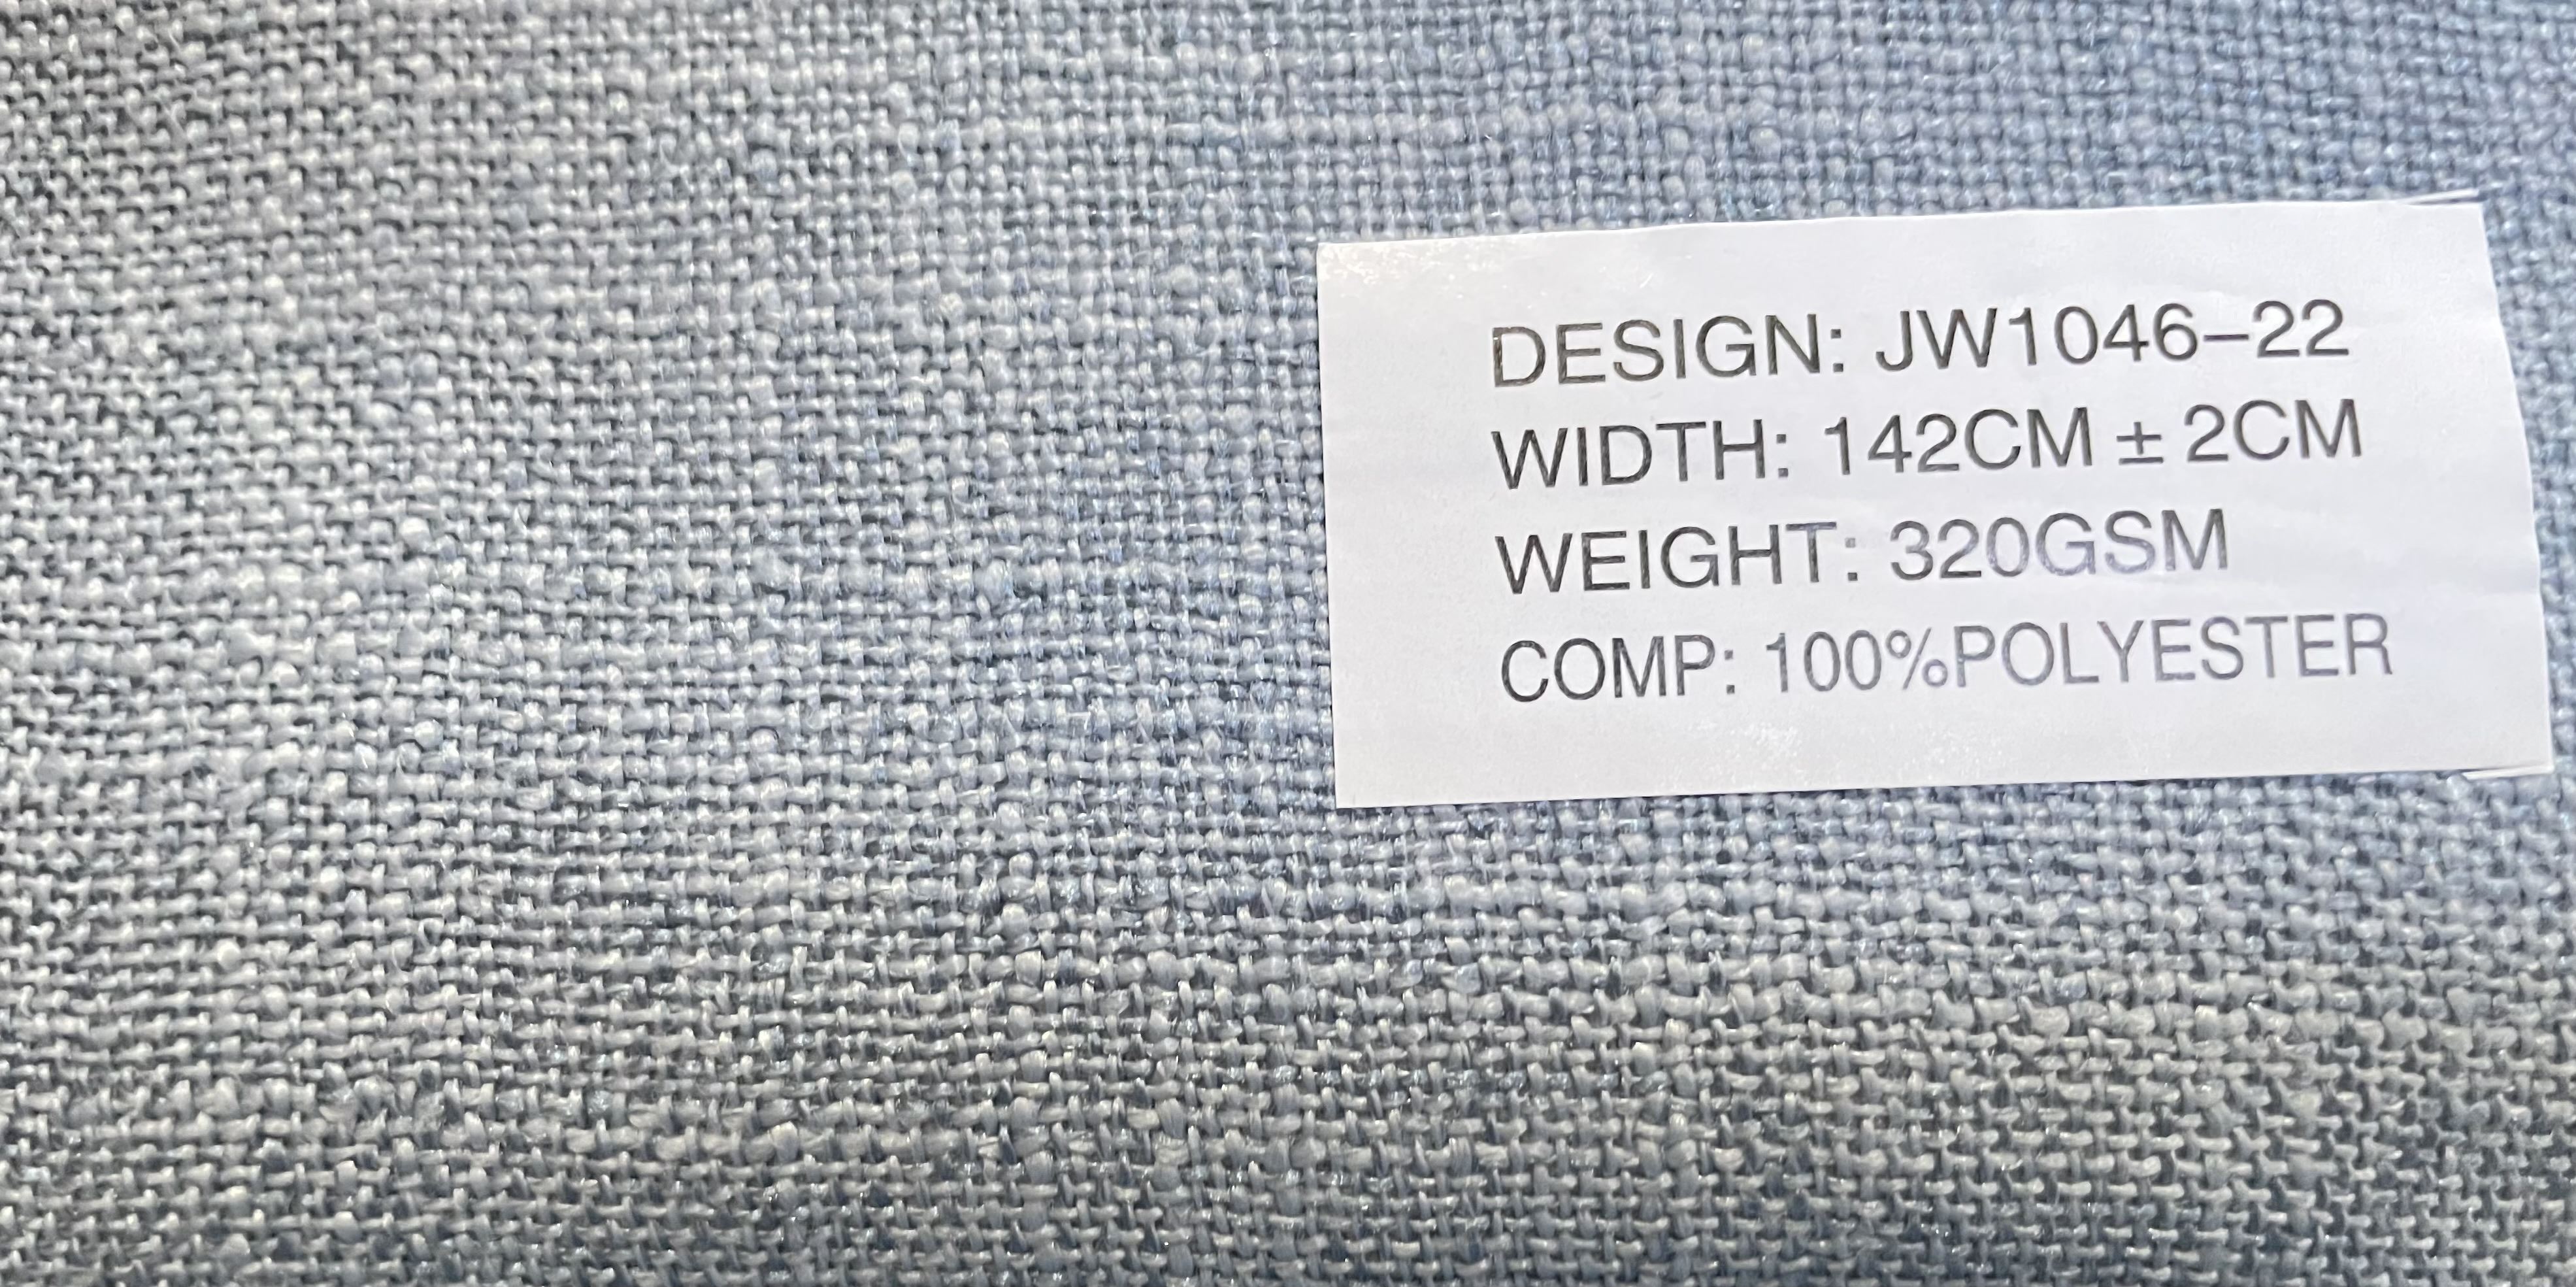 DESIGN: JW1046-22
WIDTH: 142CM ± 2CM
WEIGHT: 320GSM
COMP: 100%POLYESTER